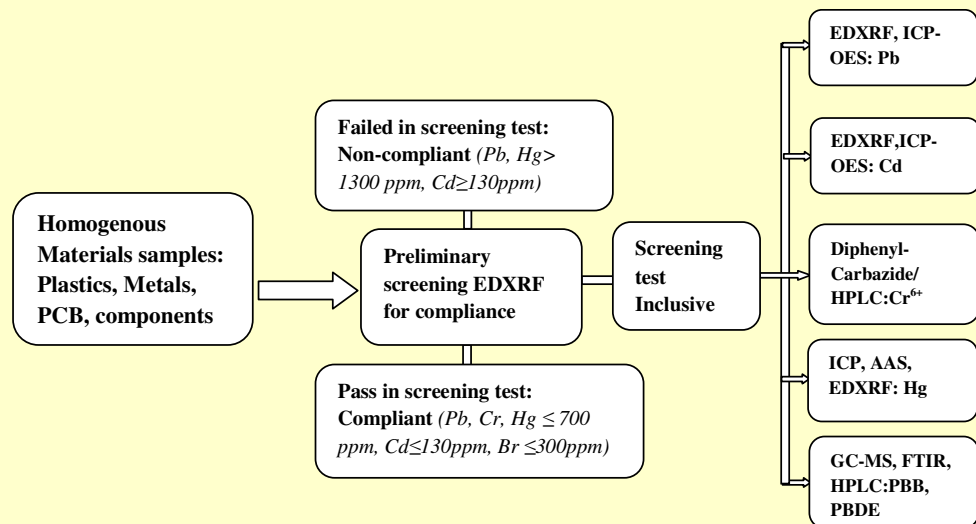 Homogenous
Materials samples:
Plastics, Metals,
PCB, components
Failed in screening test:
Non-compliant (Pb, Hg>
1300 ppm, Cd≥130ppm)
Preliminary
screening EDXRF
for compliance
Pass in screening test:
Compliant (Pb, Cr, Hg ≤ 700
ppm, Cd≤130ppm, Br ≤300ppm)
Screening
test
Inclusive
EDXRF, ICP-
OES: Pb
EDXRF,ICP-
OES: Cd
Diphenyl-
Carbazide/
HPLC:Cr⁶⁺
ICP, AAS,
EDXRF: Hg
GC-MS, FTIR,
HPLC:PBB,
PBDE